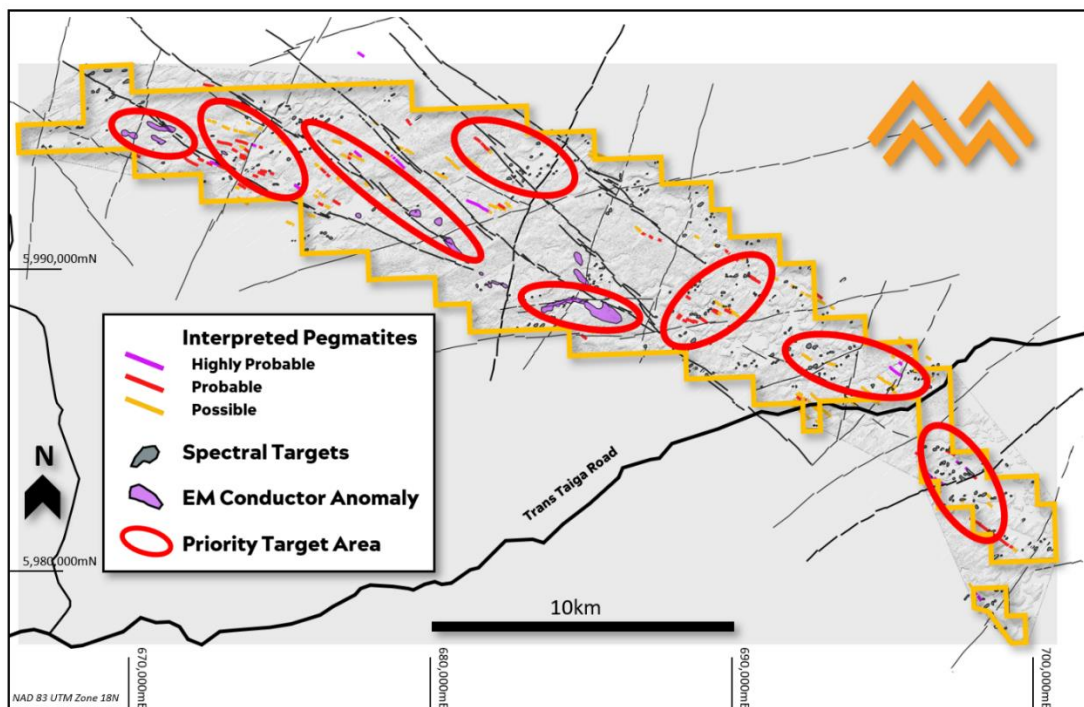 5,990,000mN
Interpreted Pegmatites
Highly Probable
Probable
Possible
Spectral Targets
EM Conductor Anomaly
Priority Target Area
N
5,980,000mN
Trans Taiga Road
10km
670,000mE
680,000mE
690,000mE
700,000mE
NAD 83 UTM Zone 18N